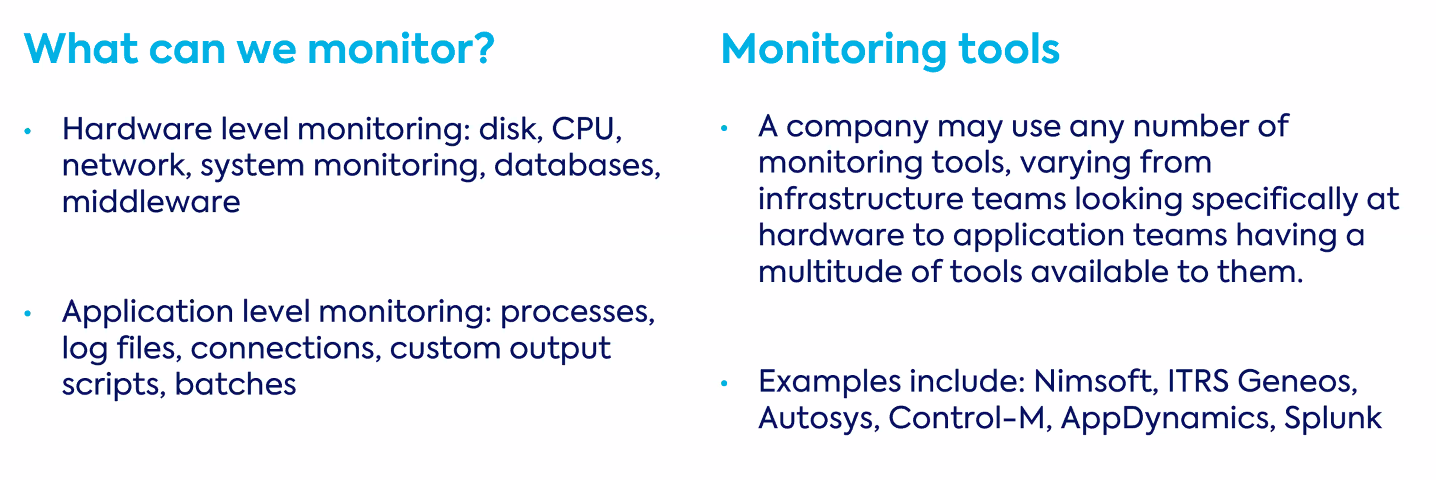 What can we monitor?
• Hardware level monitoring: disk, CPU,
network, system monitoring, databases,
middleware
• Application level monitoring: processes,
log files, connections, custom output
scripts, batches
Monitoring tools
• A company may use any number of
monitoring tools, varying from
infrastructure teams looking specifically at
hardware to application teams having a
multitude of tools available to them.
• Examples include: Nimsoft, ITRS Geneos,
Autosys, Control-M, AppDynamics, Splunk